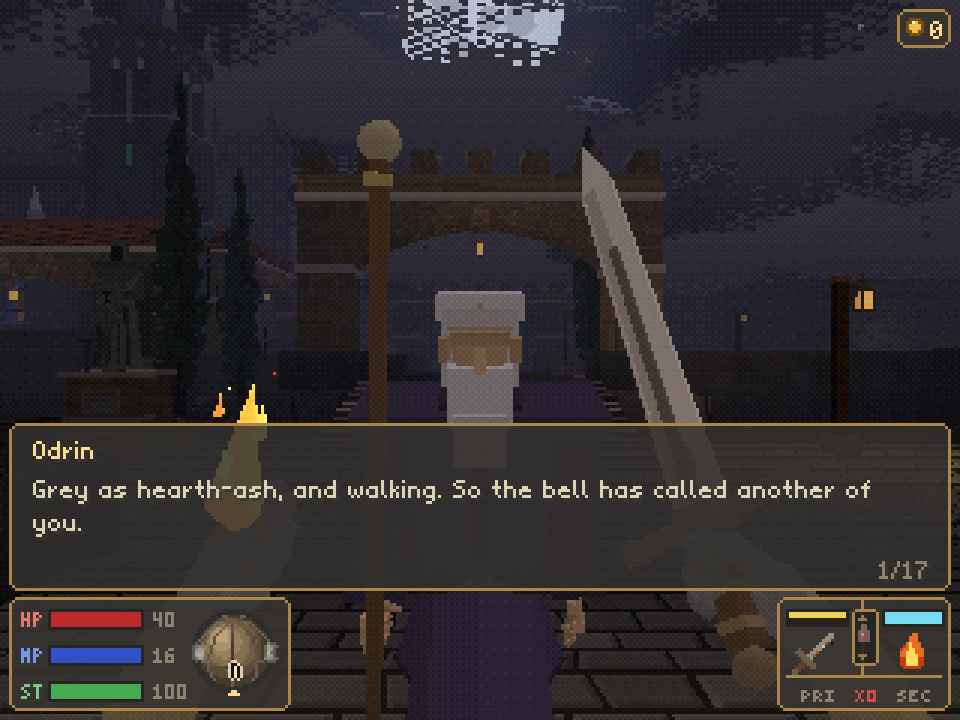 0
Odrin
Grey as hearth-ash, and walking. So the bell has called another of
you.
1/17
HP 40
MP 16
ST 100
0
PRI X0 SEC